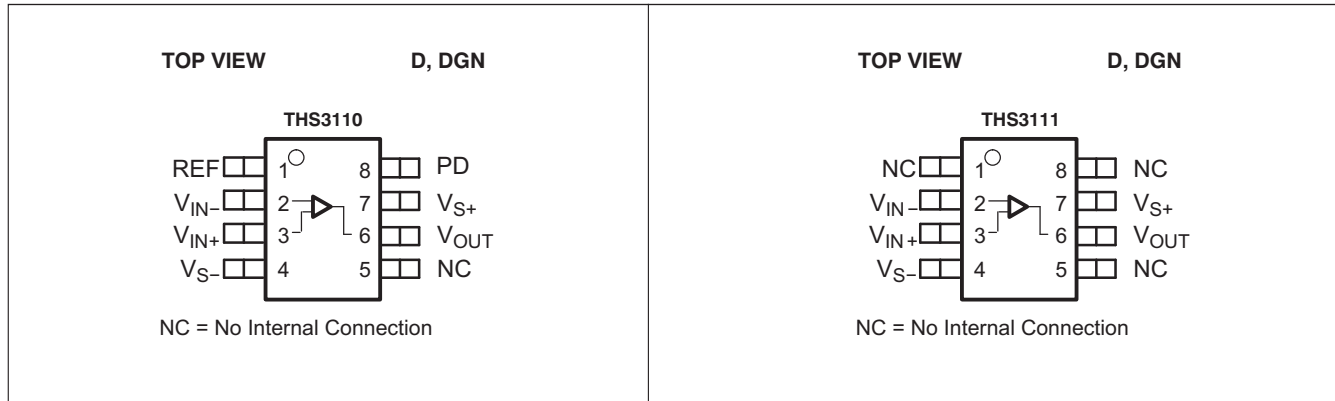 TOP VIEW D, DGN
THS3110
REF 1 8 PD
VIN− 2 7 VS+
VIN+ 3 6 VOUT
VS− 4 5 NC
NC = No Internal Connection
TOP VIEW D, DGN
THS3111
NC 1 8 NC
VIN− 2 7 VS+
VIN+ 3 6 VOUT
VS− 4 5 NC
NC = No Internal Connection